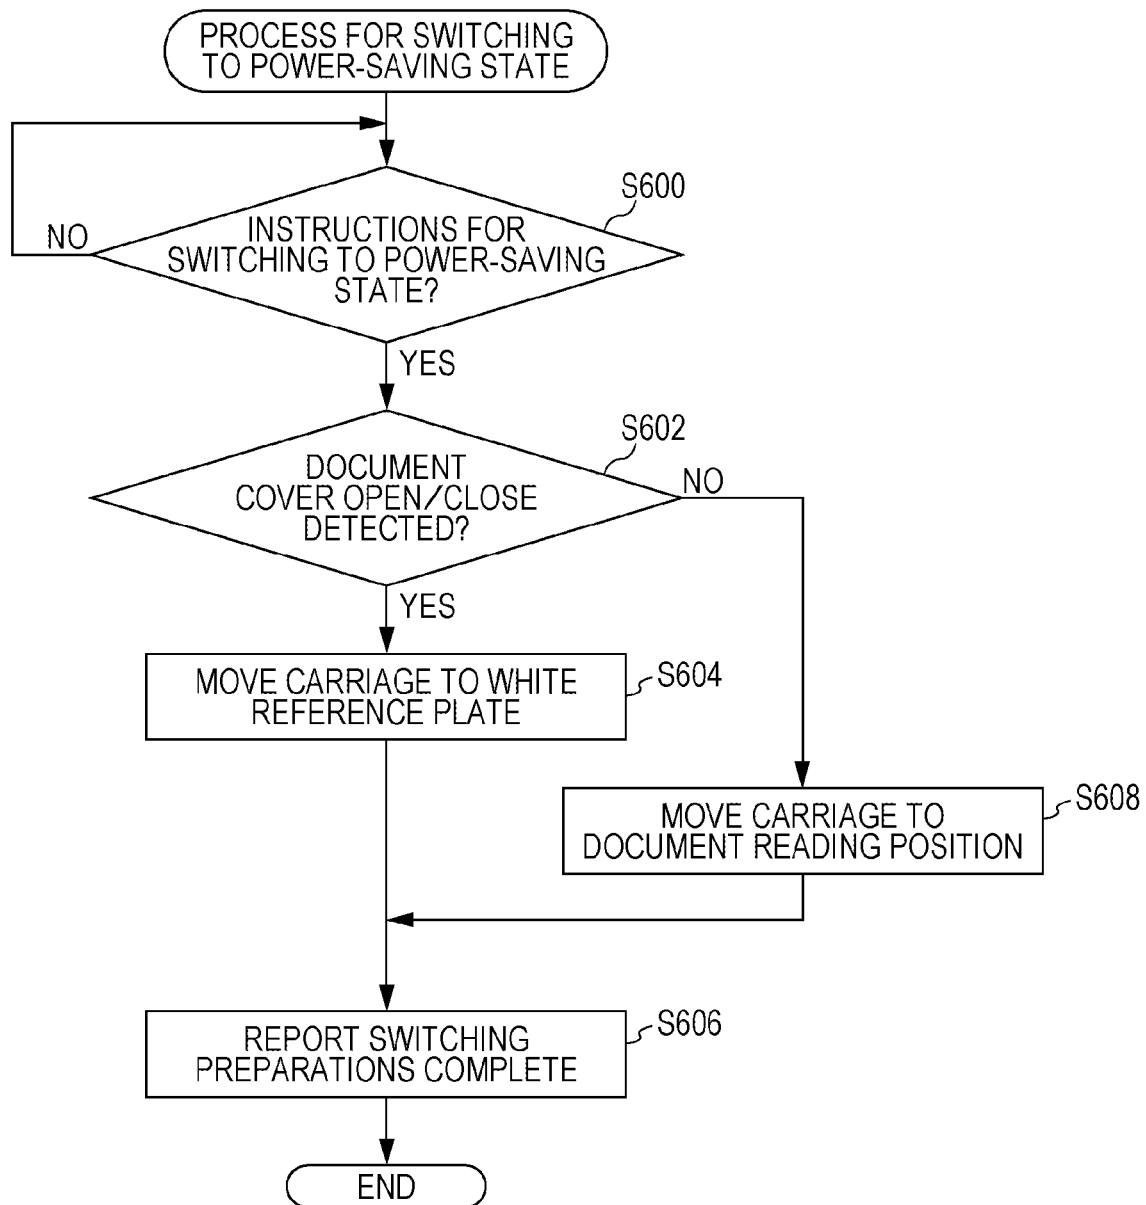 PROCESS FOR SWITCHING
TO POWER-SAVING STATE
S600
NO
INSTRUCTIONS FOR
SWITCHING TO POWER-SAVING
STATE?
YES
S602
DOCUMENT
COVER OPEN/CLOSE
DETECTED?
NO
YES
MOVE CARRIAGE TO WHITE
REFERENCE PLATE
S604
MOVE CARRIAGE TO
DOCUMENT READING POSITION
S608
REPORT SWITCHING
PREPARATIONS COMPLETE
S606
END